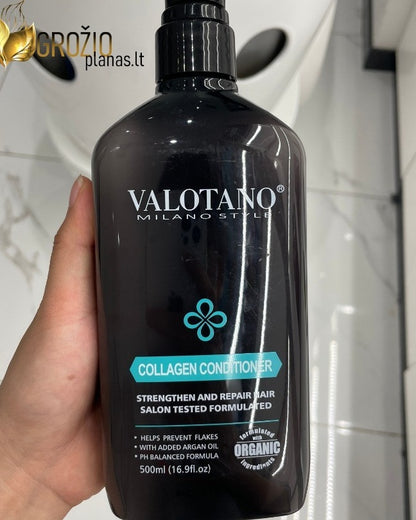 GROŽIO
planas.lt
VALOTANO®
MILANO STYLE
COLLAGEN CONDITIONER
STRENGTHEN AND REPAIR HAIR
SALON TESTED FORMULATED
• HELPS PREVENT FLAKES
• WITH ADDED ARGAN OIL
• PH BALANCED FORMULA
500ml (16.9fl.oz)
formulated
with
ORGANIC
ingredients